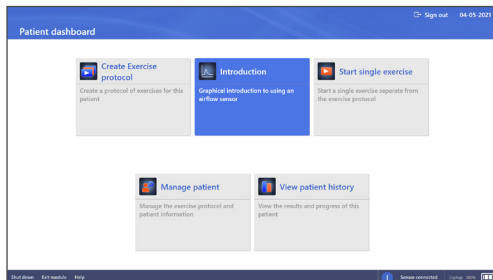 Sign out 04-05-2021
Patient dashboard
Create Exercise
protocol
Create a protocol of exercises for this
patient
Introduction
Graphical introduction to using an
airflow sensor
Start single exercise
Start a single exercise seperate from
the exercise protocol
Manage patient
Manage the exercise protocol and
patient information
View patient history
View the results and progress of this
patient
Shut down Exit module Help
Sensor connected Laptop 100%